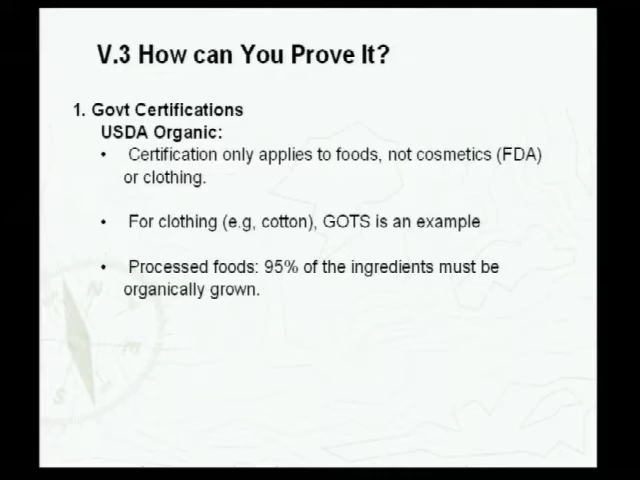 V.3 How can You Prove It?
1. Govt Certifications
USDA Organic:
• Certification only applies to foods, not cosmetics (FDA)
or clothing.
• For clothing (e.g, cotton), GOTS is an example
• Processed foods: 95% of the ingredients must be
organically grown.
N
M
S